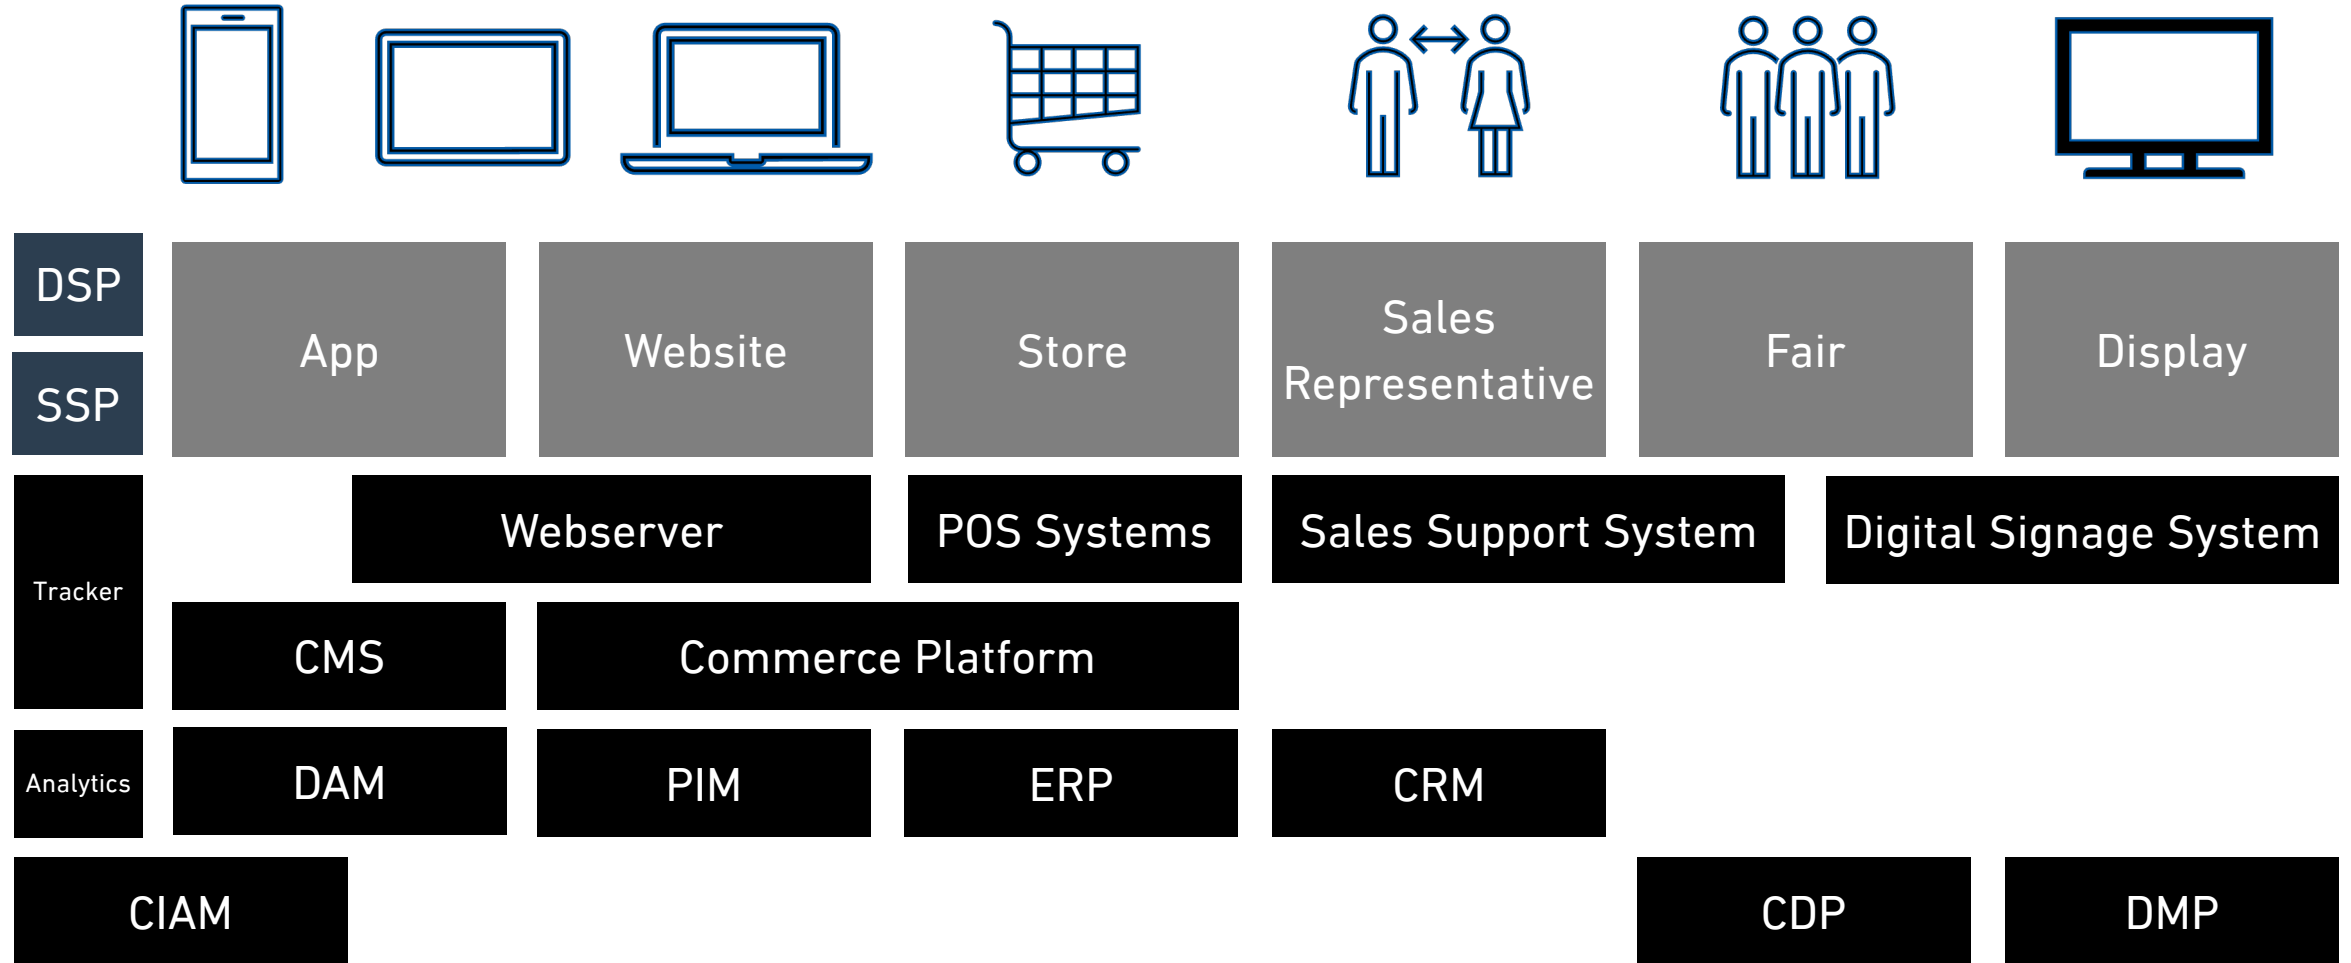 DSP
SSP
App
Website
Store
Sales
Representative
Fair
Display
Tracker
Webserver
POS Systems
Sales Support System
Digital Signage System
CMS
Commerce Platform
Analytics
DAM
PIM
ERP
CRM
CIAM
CDP
DMP